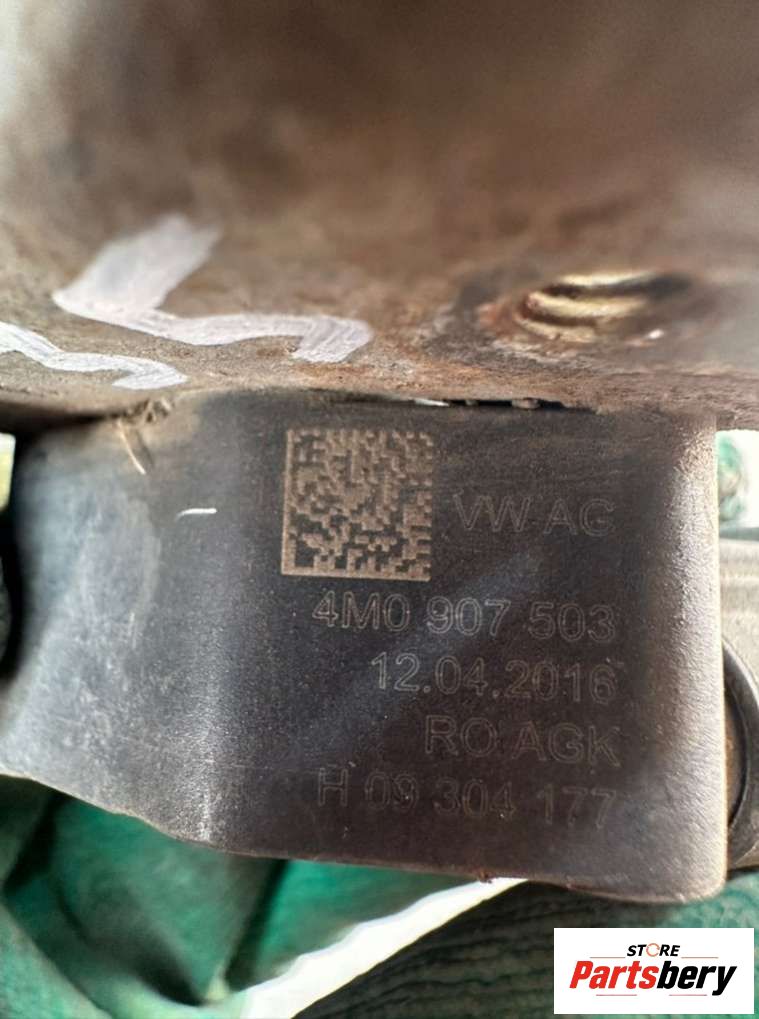 VW AG
4M0 907 503
12.04.2016
RO AGK
H 09 304 177
STORE
Partsbery